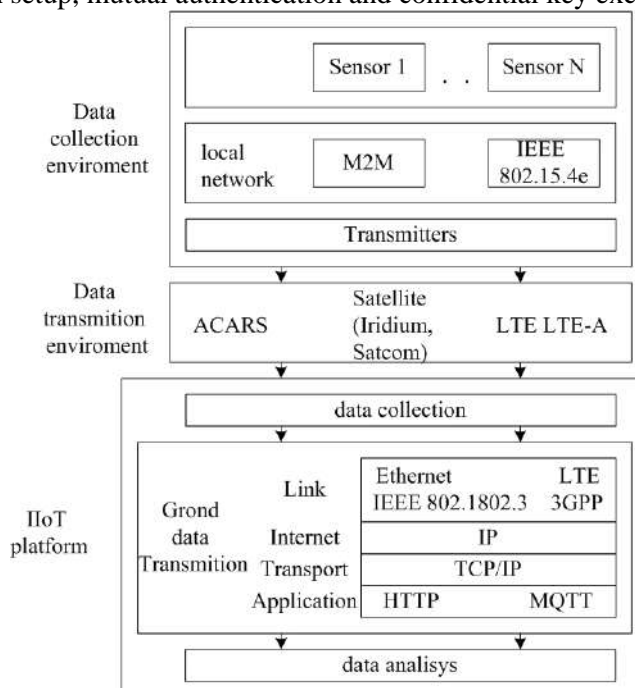 setup, mutual authentication and confidential key
Sensor 1 . . Sensor N
Data
collection
enviroment
local
network
M2M
IEEE
802.15.4e
Transmitters
Data
transmition
enviroment
ACARS
Satellite
(Iridium,
Satcom)
LTE LTE-A
data collection
IIoT
platform
Grond
data
Transmition
Link
Ethernet LTE
IEEE 802.1802.3 3GPP
Internet IP
Transport TCP/IP
Application HTTP MQTT
data analisys